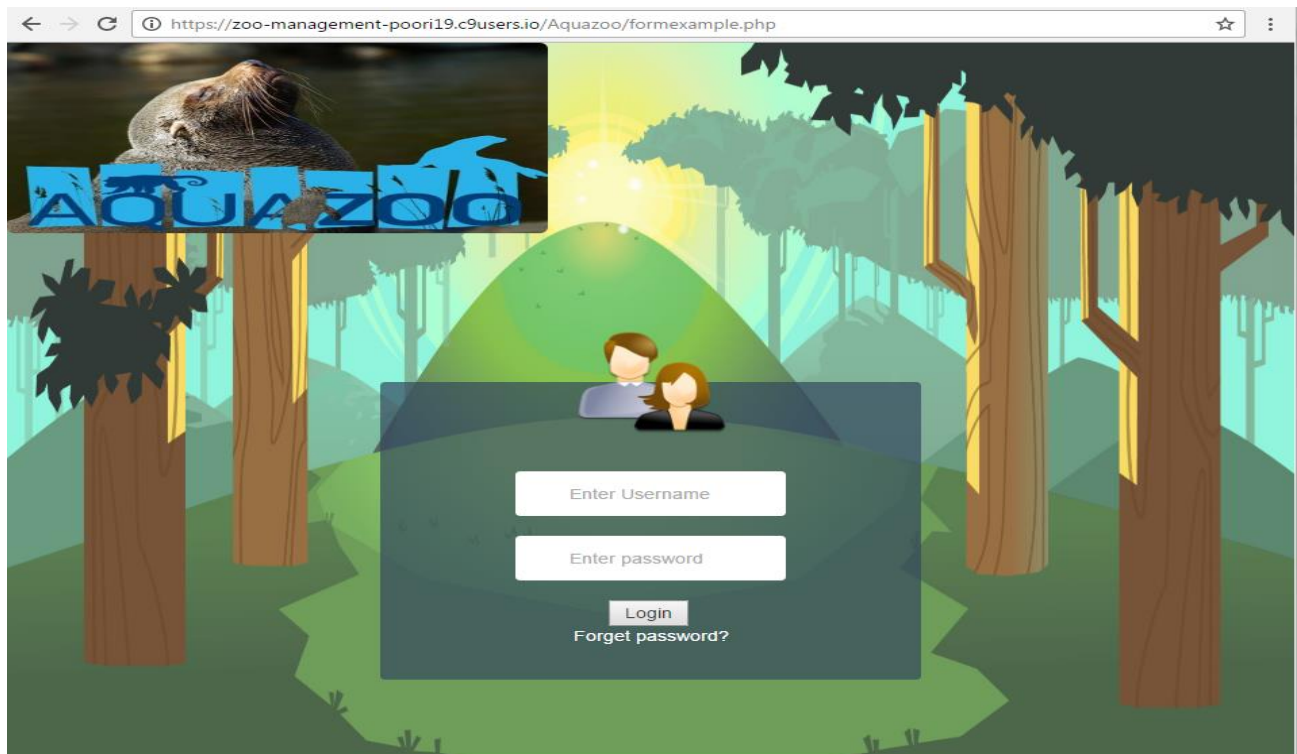 https://zoo-management-poori19.c9users.io/Aquazoo/formexample.php
AQUAZOO
Enter Username
Enter password
Login
Forget password?